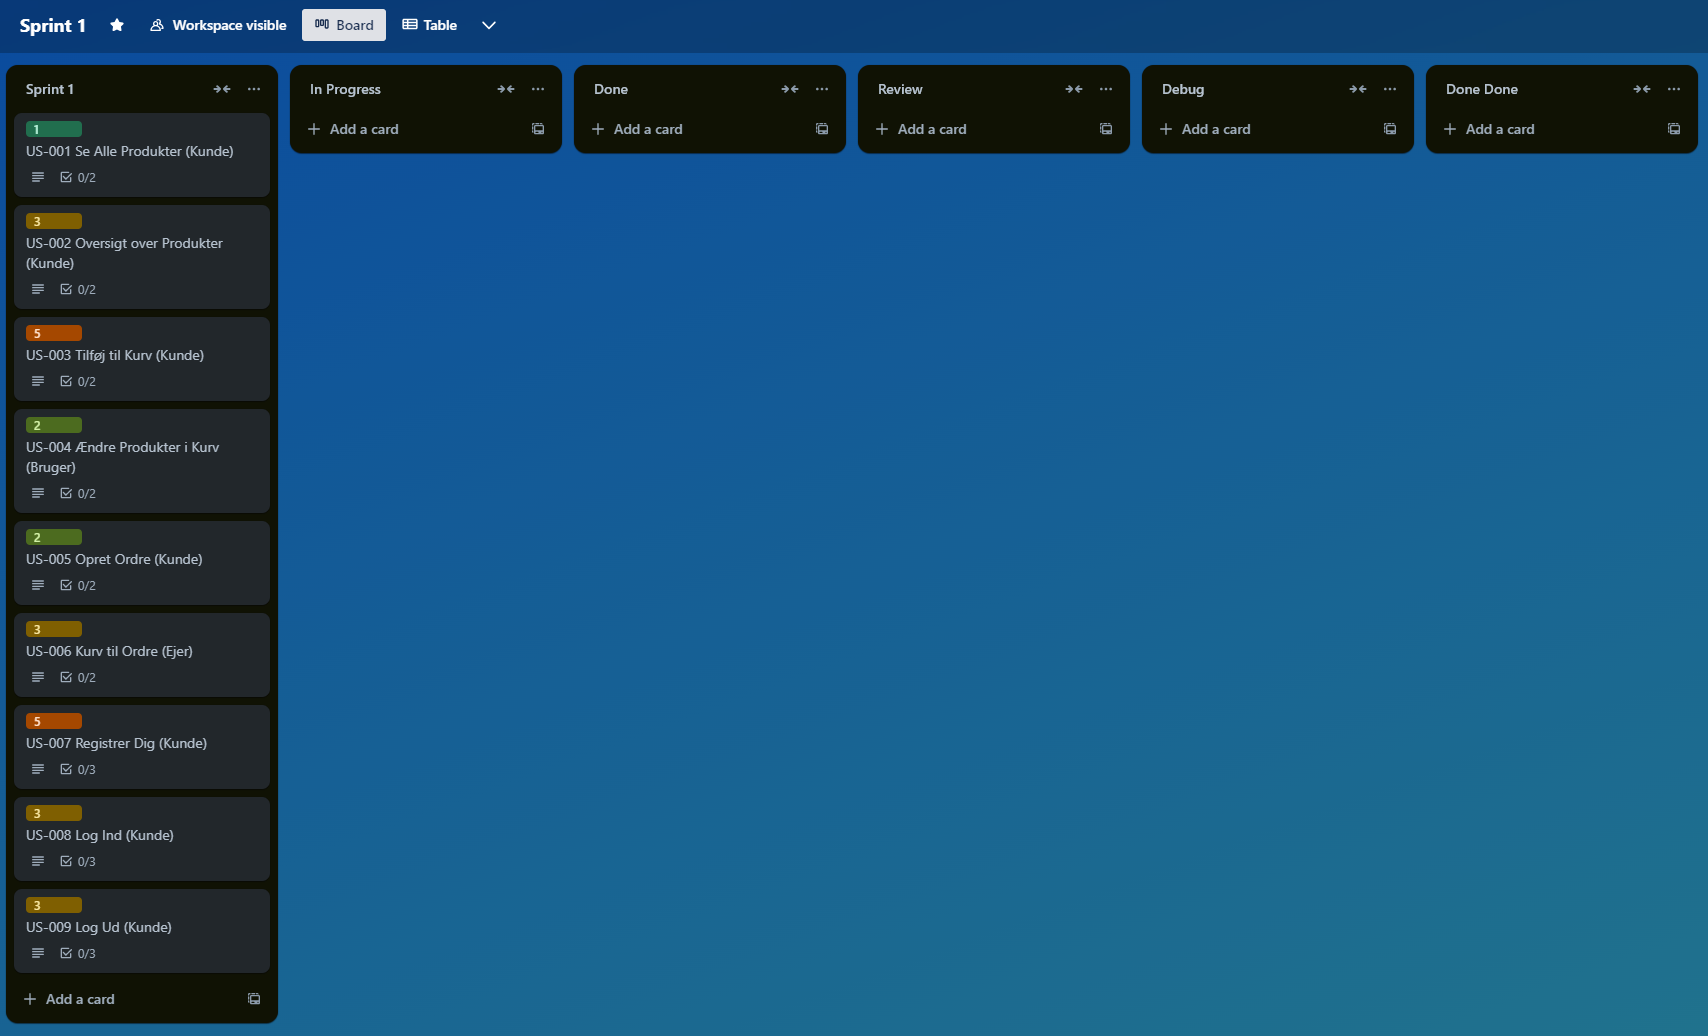 Sprint 1
Workspace visible
Board
Table
Sprint 1
1
US-001 Se Alle Produkter (Kunde)
0/2
3
US-002 Oversigt over Produkter
(Kunde)
0/2
5
US-003 Tilføj til Kurv (Kunde)
0/2
2
US-004 Ændre Produkter i Kurv
(Bruger)
0/2
2
US-005 Opret Ordre (Kunde)
0/2
3
US-006 Kurv til Ordre (Ejer)
0/2
5
US-007 Registrer Dig (Kunde)
0/3
3
US-008 Log Ind (Kunde)
0/3
3
US-009 Log Ud (Kunde)
0/3
Add a card
In Progress
Add a card
Done
Add a card
Review
Add a card
Debug
Add a card
Done Done
Add a card